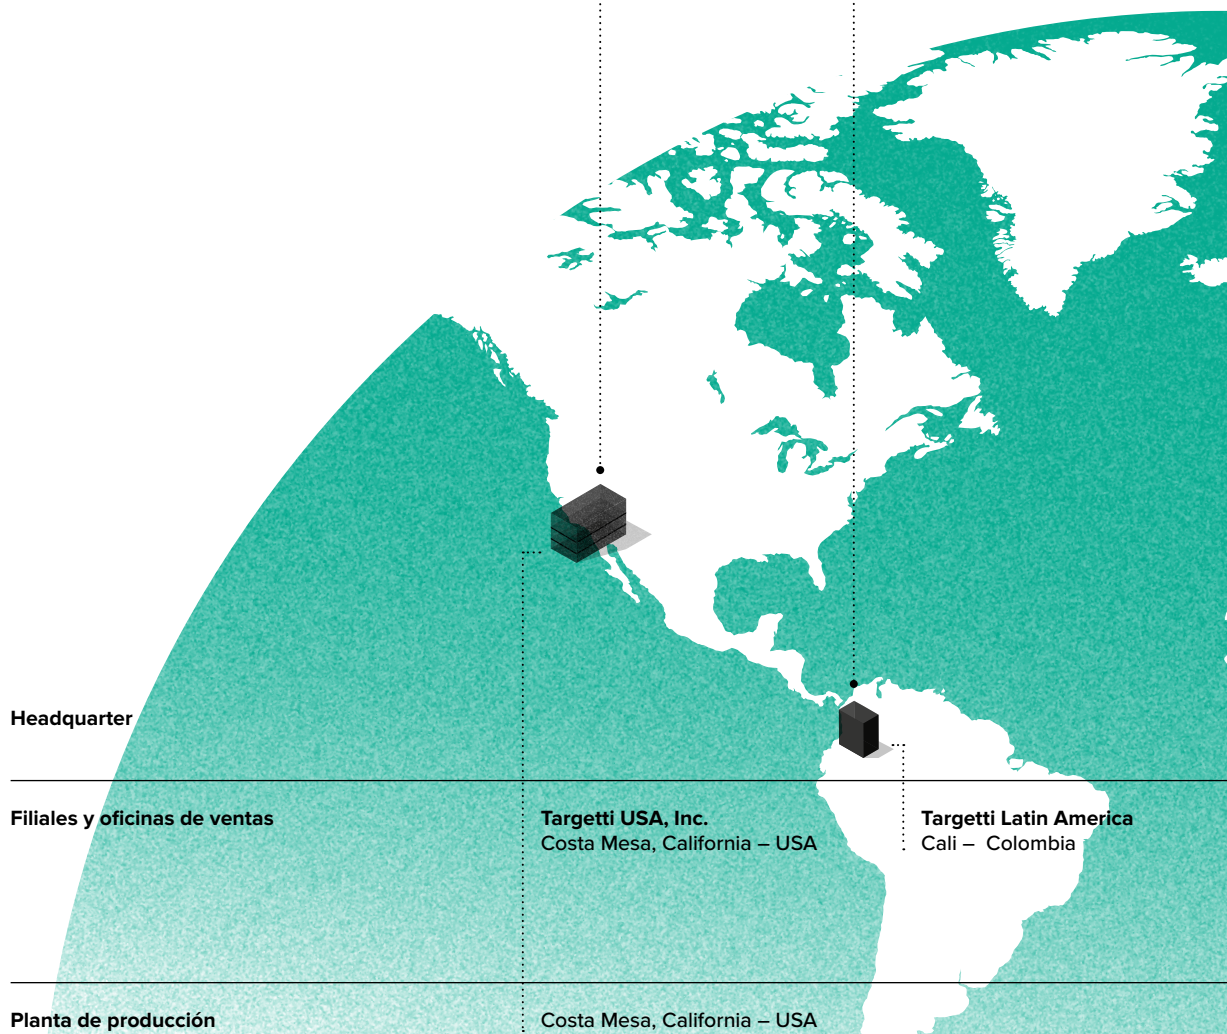 Headquarter
Filiales y oficinas de ventas
Targetti USA, Inc.
Costa Mesa, California – USA
Targetti Latin America
Cali –  Colombia
Planta de producción
Costa Mesa, California – USA